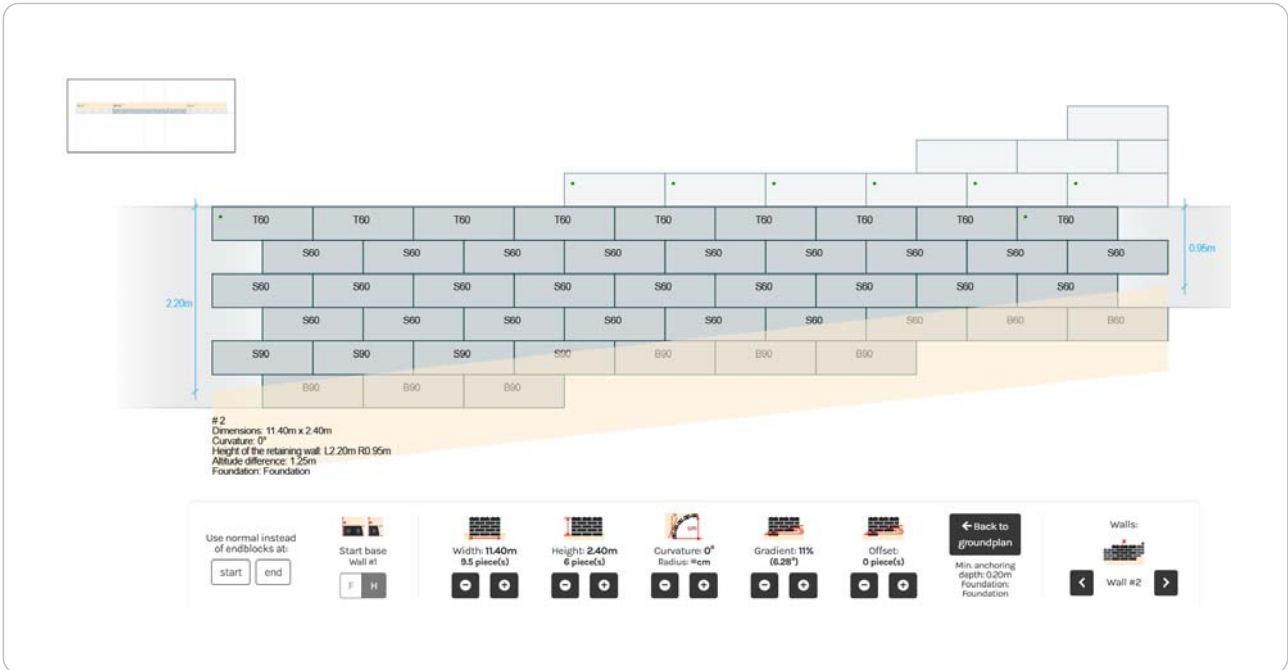 T60 T60 T60 T60 T60 T60 T60 T60 T60
0.95m
S60 S60 S60 S60 S60 S60 S60 S60 S60
S60 S60 S60 S60 S60 S60 S60 S60 S60
2.20m
S60 S60 S60 S60 S60 S60 S60 B60 B60
S90 S90 S90 S90 B90 B90 B90
B90 B90 B90
# 2
Dimensions: 11.40m x 2.40m
Curvature: 0°
Height of the retaining wall: L2.20m R0.95m
Altitude difference: 1.25m
Foundation: Foundation
Use normal instead
of endblocks at:
start end
Start base
Wall #1
F H
Width: 11.40m
9.5 piece(s)
Height: 2.40m
6 piece(s)
cm
Curvature: 0°
Radius: ∞cm
Gradient: 11%
(6.28°)
Offset:
0 piece(s)
Back to
groundplan
Min. anchoring
depth: 0.20m
Foundation:
Foundation
Walls:
Wall #2